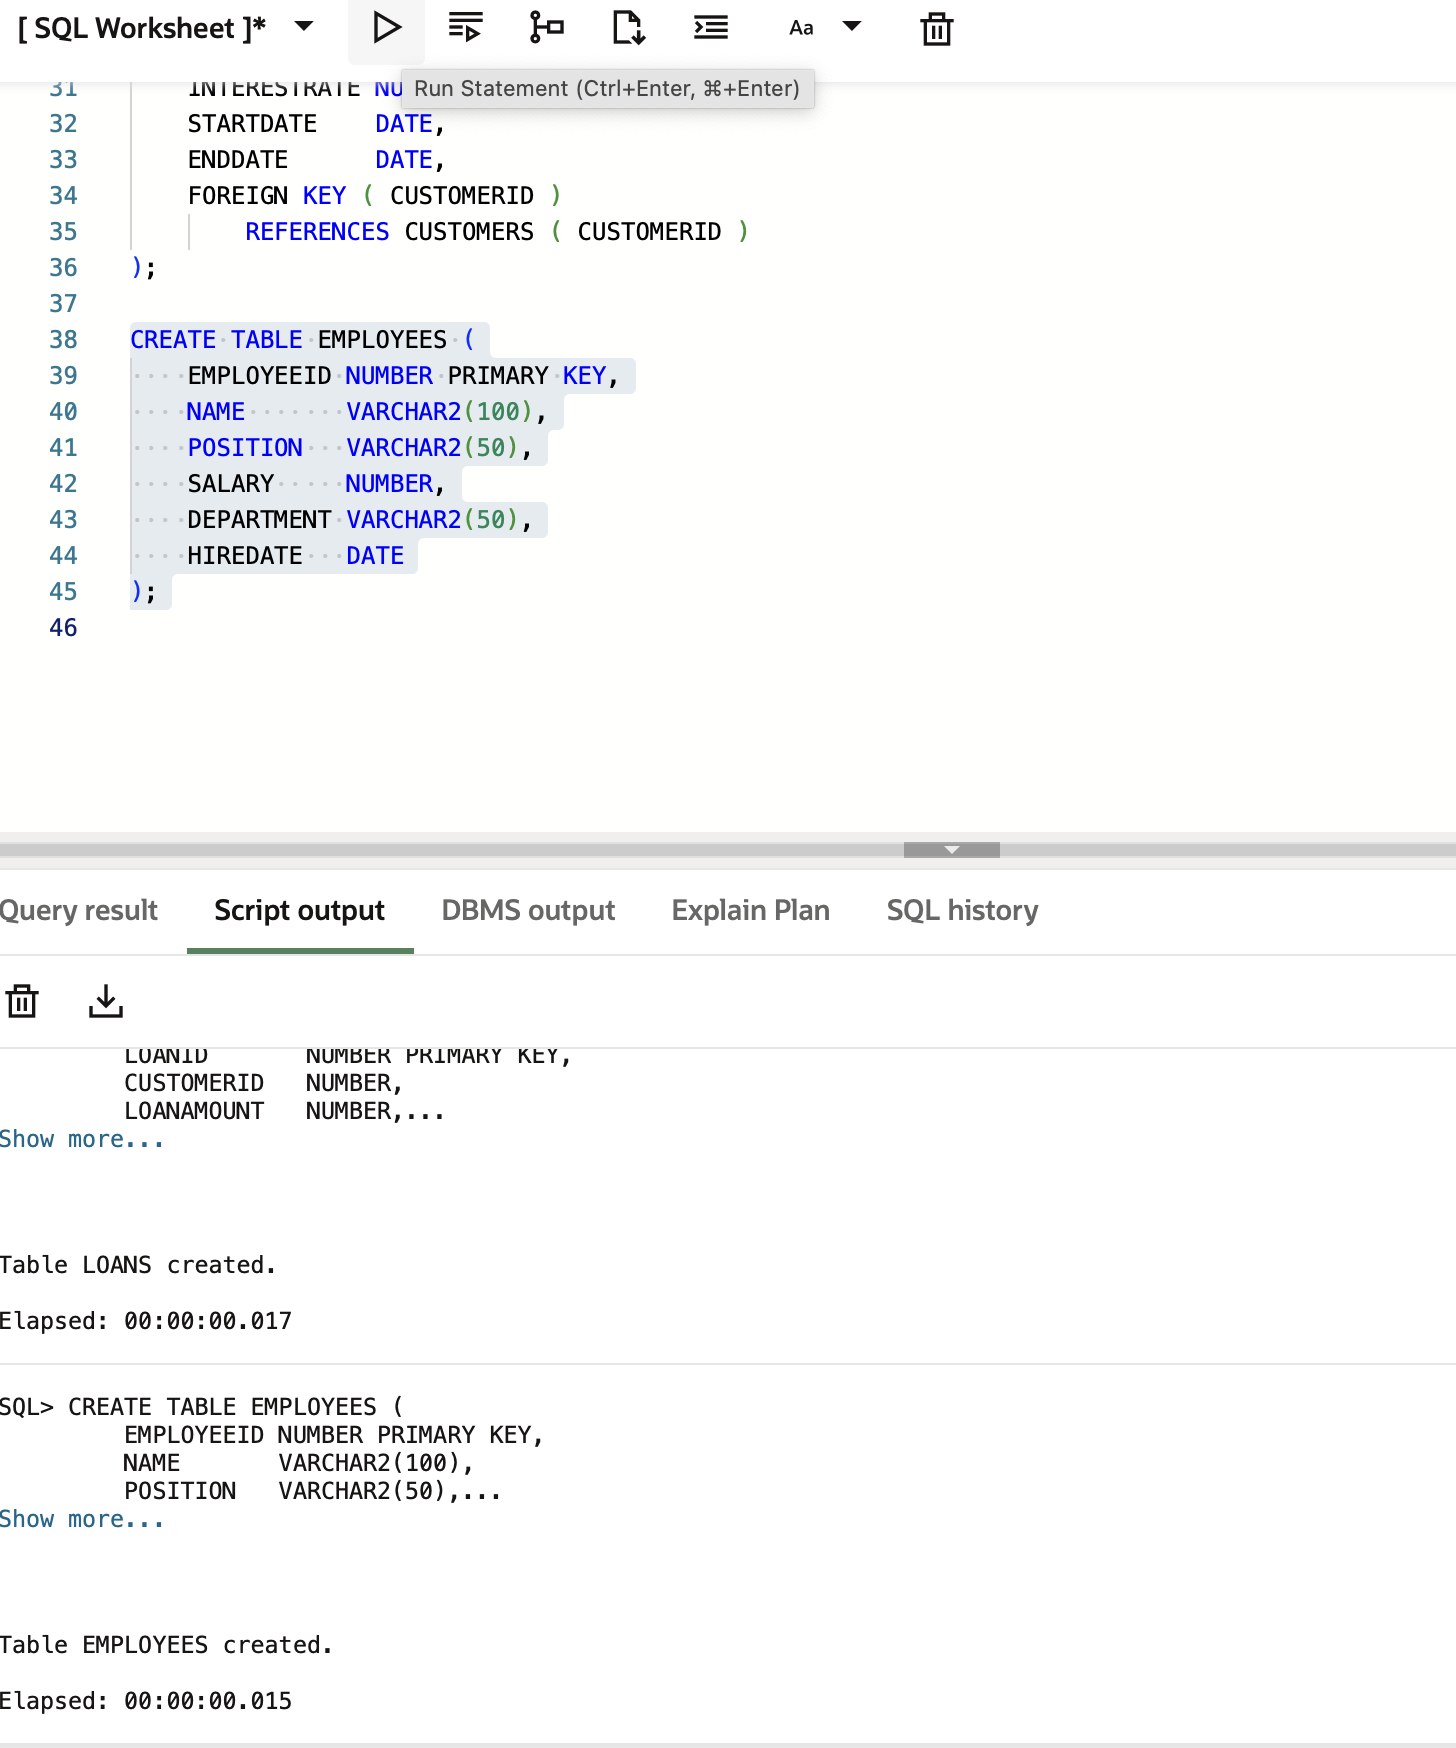 [ SQL Worksheet ]*
Aa
Run Statement (Ctrl+Enter, ⌘+Enter)
31 INTERESTRATE NU
32 STARTDATE DATE,
33 ENDDATE DATE,
34 FOREIGN KEY ( CUSTOMERID )
35 REFERENCES CUSTOMERS ( CUSTOMERID )
36 );
37
38 CREATE TABLE EMPLOYEES (
39 EMPLOYEEID NUMBER PRIMARY KEY,
40 NAME VARCHAR2(100),
41 POSITION VARCHAR2(50),
42 SALARY NUMBER,
43 DEPARTMENT VARCHAR2(50),
44 HIREDATE DATE
45 );
46
Query result Script output DBMS output Explain Plan SQL history
LOANID NUMBER PRIMARY KEY,
CUSTOMERID NUMBER,
LOANAMOUNT NUMBER,...
Show more...
Table LOANS created.
Elapsed: 00:00:00.017
SQL> CREATE TABLE EMPLOYEES (
EMPLOYEEID NUMBER PRIMARY KEY,
NAME VARCHAR2(100),
POSITION VARCHAR2(50),...
Show more...
Table EMPLOYEES created.
Elapsed: 00:00:00.015